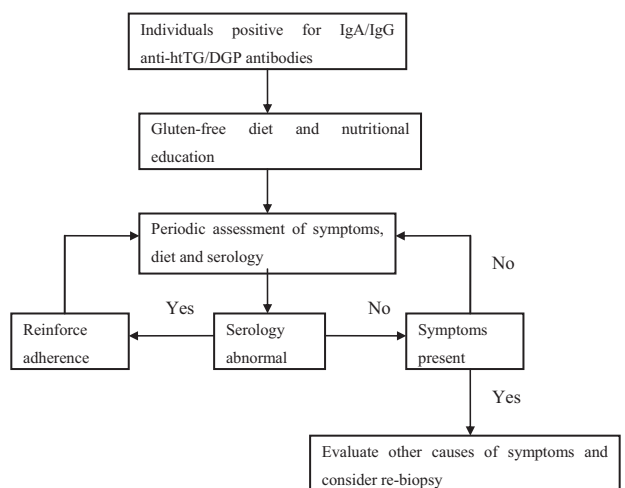 Individuals positive for IgA/IgG
anti-htTG/DGP antibodies
Gluten-free diet and nutritional
education
Periodic assessment of symptoms,
diet and serology
No
Yes
No
Reinforce
adherence
Serology
abnormal
Symptoms
present
Yes
Evaluate other causes of symptoms and
consider re-biopsy